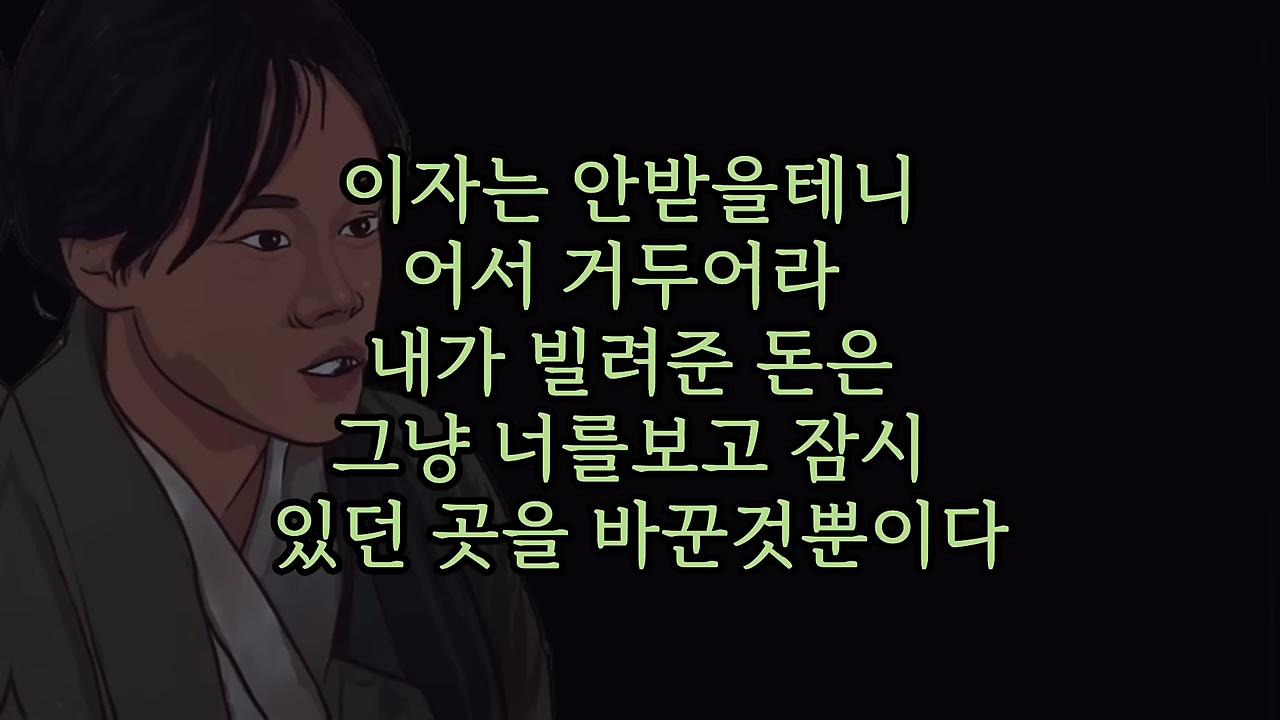 이자는 안받을테니
어서 거두어라
내가 빌려준 돈은
그냥 너를보고 잠시
있던 곳을 바꾼것뿐이다